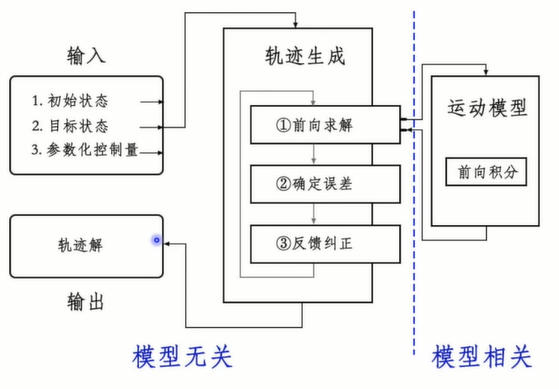 输入
1. 初始状态
2. 目标状态
3. 参数化控制量
轨迹解
输出
轨迹生成
①前向求解
②确定误差
③反馈纠正
运动模型
前向积分
模型无关
模型相关